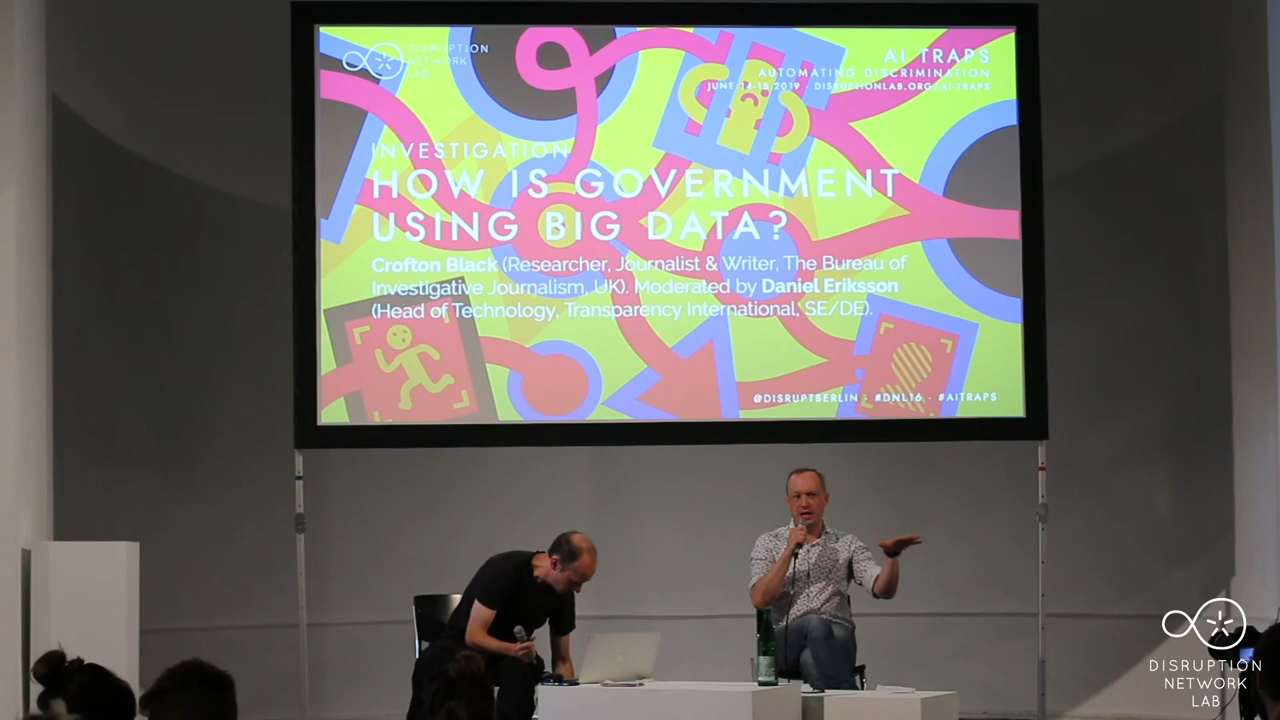 DISRUPTION
NETWORK
LAB
AI TRAPS
AUTOMATING DISCRIMINATION
JUNE 14-15 2019 · DISRUPTIONLAB.ORG/AI-TRAPS
INVESTIGATION
HOW IS GOVERNMENT
USING BIG DATA?
Crofton Black (Researcher, Journalist & Writer, The Bureau of
Investigative Journalism, UK). Moderated by Daniel Eriksson
(Head of Technology, Transparency International, SE/DE).
@DISRUPTBERLIN · #DNL16 · #AITRAPS
DISRUPTION
NETWORK
LAB